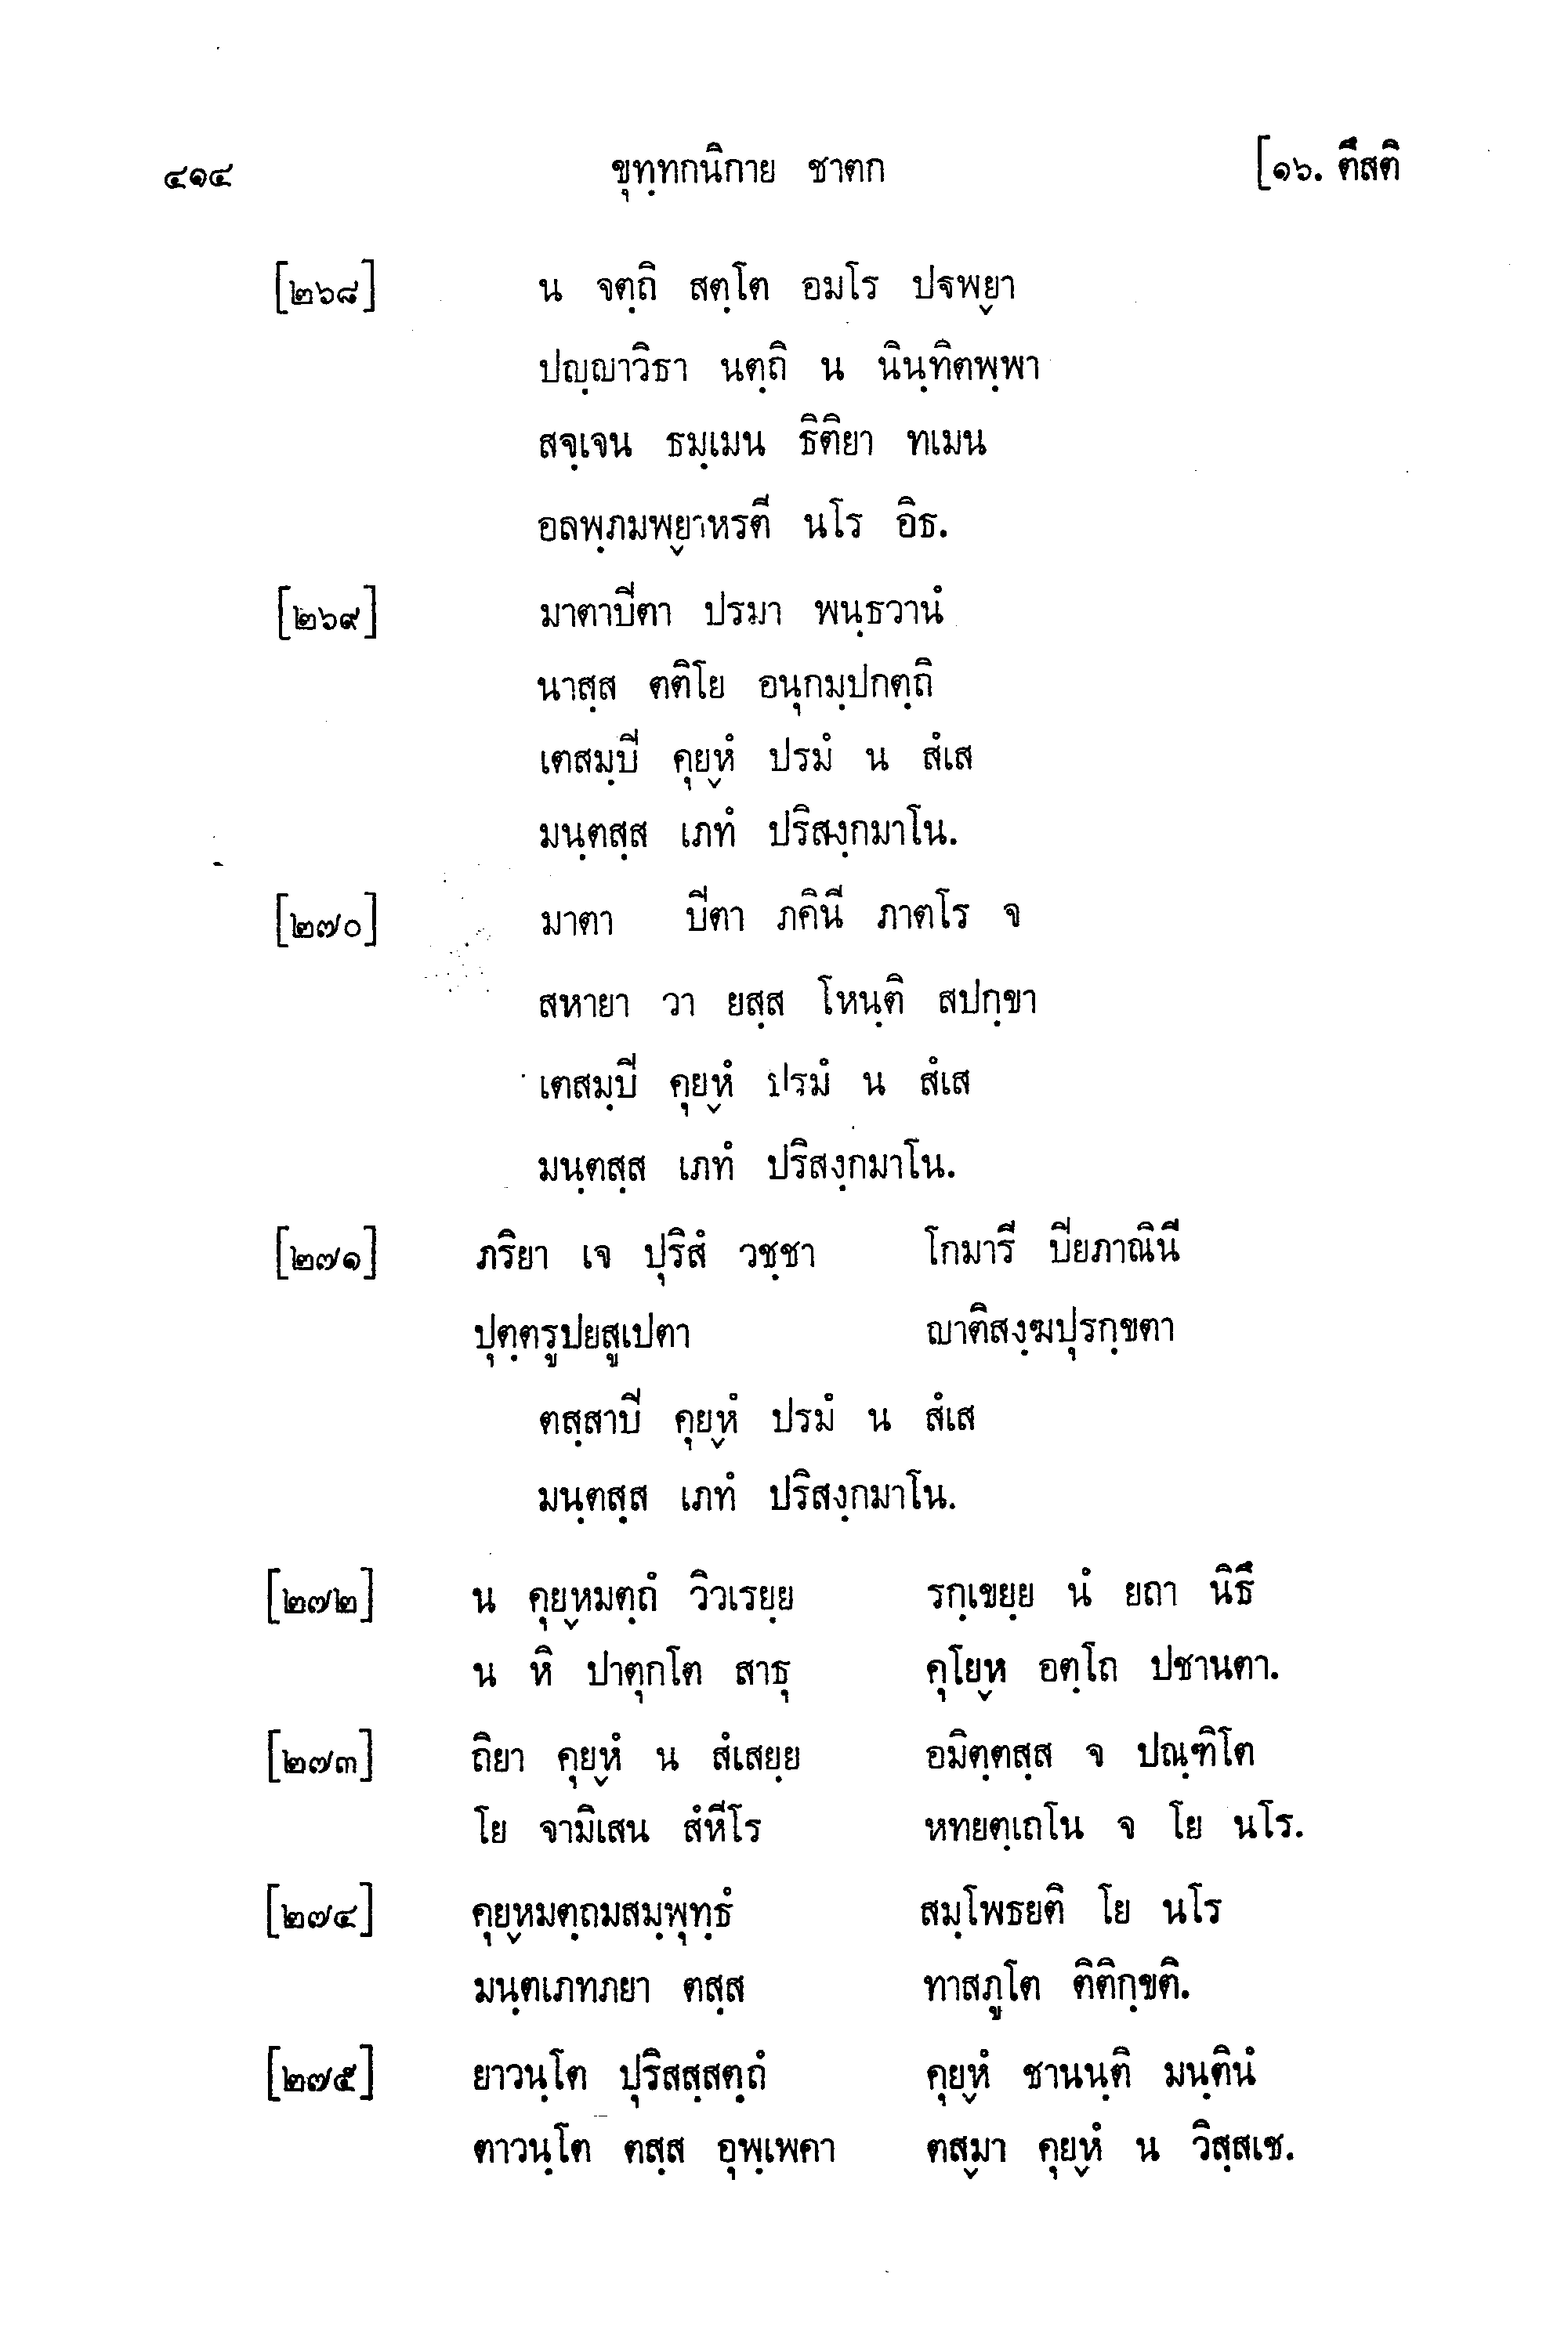 ๔๑๔ ขุทฺทกนิกาย ชาตก [๑๖. ตึสติ
[๒๖๘] น จตฺถิ สตฺโต อมโร ปฐพฺยา
ปญฺญาวิธา นตฺถิ น นินฺทิตพฺพา
สจฺเจน ธมฺเมน ธิติยา ทเมน
อลพฺภมพฺยาหรตี นโร อิธ.
[๒๖๙] มาตาปิตา ปรมา พนฺธวานํ
นาสฺส ตติโย อนุกมฺปกตฺถิ
เตสมฺปิ คุยฺหํ ปรมํ น สํเส
มนฺตสฺส เภทํ ปริสงฺกมาโน.
[๒๗๐] มาตา ปิตา ภคินี ภาตโร จ
สหายา วา ยสฺส โหนฺติ สปกฺขา
เตสมฺปิ คุยฺหํ ปรมํ น สํเส
มนฺตสฺส เภทํ ปริสงฺกมาโน.
[๒๗๑] ภริยา เจ ปุริสํ วชฺชา โกมารี ปิยภาณินี
ปุตฺตรูปยสูเปตา ญาติสงฺฆปุรกฺขตา
ตสฺสาปิ คุยฺหํ ปรมํ น สํเส
มนฺตสฺส เภทํ ปริสงฺกมาโน.
[๒๗๒] น คุยฺหมตฺถํ วิวเรยฺย รกฺเขยฺย นํ ยถา นิธึ
น หิ ปาตุกโต สาธุ คุโยฺห อตฺโถ ปชานตา.
[๒๗๓] ถิยา คุยฺหํ น สํเสยฺย อมิตฺตสฺส จ ปณฺฑิโต
โย จามิเสน สํหีโร หทยตฺเถโน จ โย นโร.
[๒๗๔] คุยฺหมตฺถมสมฺพุทฺธํ สมฺโพธยติ โย นโร
มนฺตเภทภยา ตสฺส ทาสภูโต ติติกฺขติ.
[๒๗๕] ยาวนฺโต ปุริสสฺสตฺถํ คุยฺหํ ชานนฺติ มนฺตินํ
ตาวนฺโต ตสฺส อุพฺเพคา ตสฺมา คุยฺหํ น วิสฺสเช.